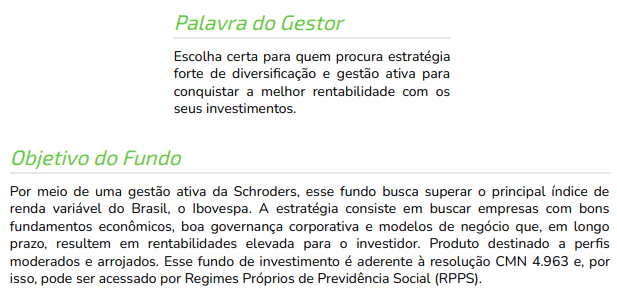 Palavra do Gestor
Escolha certa para quem procura estratégia
forte de diversificação e gestão ativa para
conquistar a melhor rentabilidade com os
seus investimentos.
Objetivo do Fundo
Por meio de uma gestão ativa da Schroders, esse fundo busca superar o principal índice de
renda variável do Brasil, o Ibovespa. A estratégia consiste em buscar empresas com bons
fundamentos econômicos, boa governança corporativa e modelos de negócio que, em longo
prazo, resultem em rentabilidades elevada para o investidor. Produto destinado a perfis
moderados e arrojados. Esse fundo de investimento é aderente à resolução CMN 4.963 e, por
isso, pode ser acessado por Regimes Próprios de Previdência Social (RPPS).